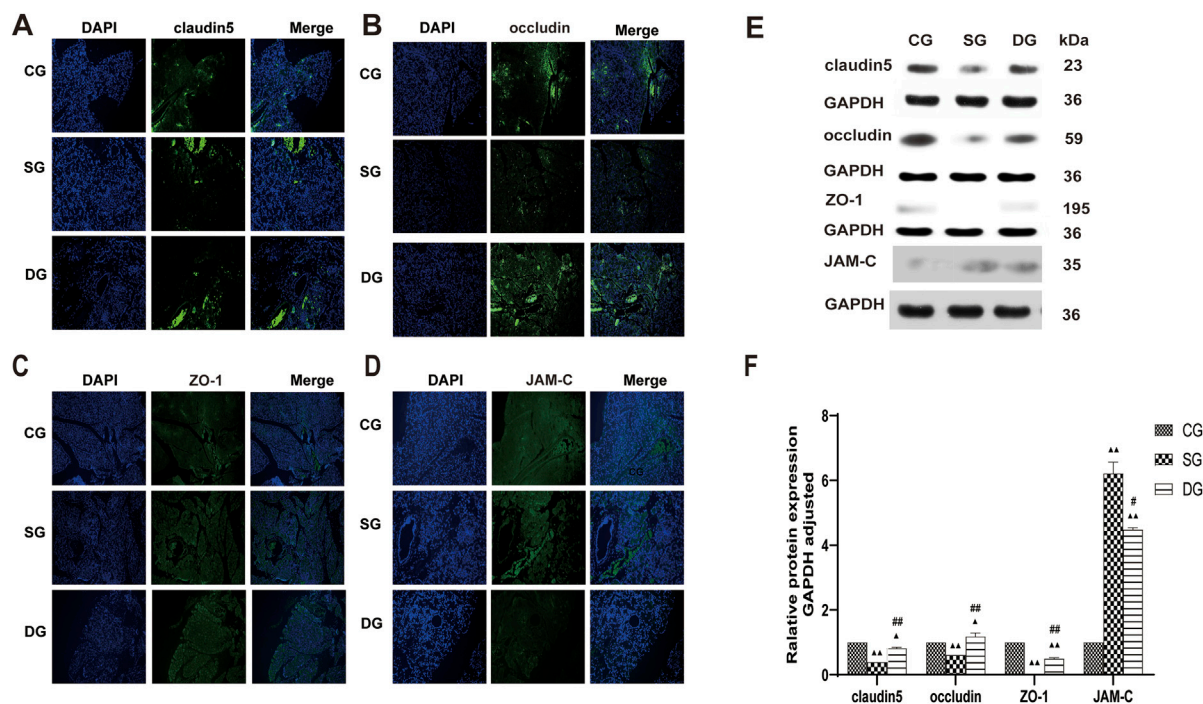 A
DAPI claudin5 Merge
CG
SG
DG
B
DAPI occludin Merge
CG
SG
DG
C
DAPI ZO-1 Merge
CG
SG
DG
D
DAPI JAM-C Merge
CG
CG
SG
DG
E
CG SG DG kDa
claudin5 23
GAPDH 36
occludin 59
GAPDH 36
ZO-1 195
GAPDH 36
JAM-C 35
GAPDH 36
F
Ralative protein expression
GAPDH adjusted
8
6
4
2
0
▲▲ ▲ ##
▲▲ ▲ ##
▲▲ ▲▲ ##
▲▲ ▲▲ #
claudin5 occludin ZO-1 JAM-C
CG
SG
DG